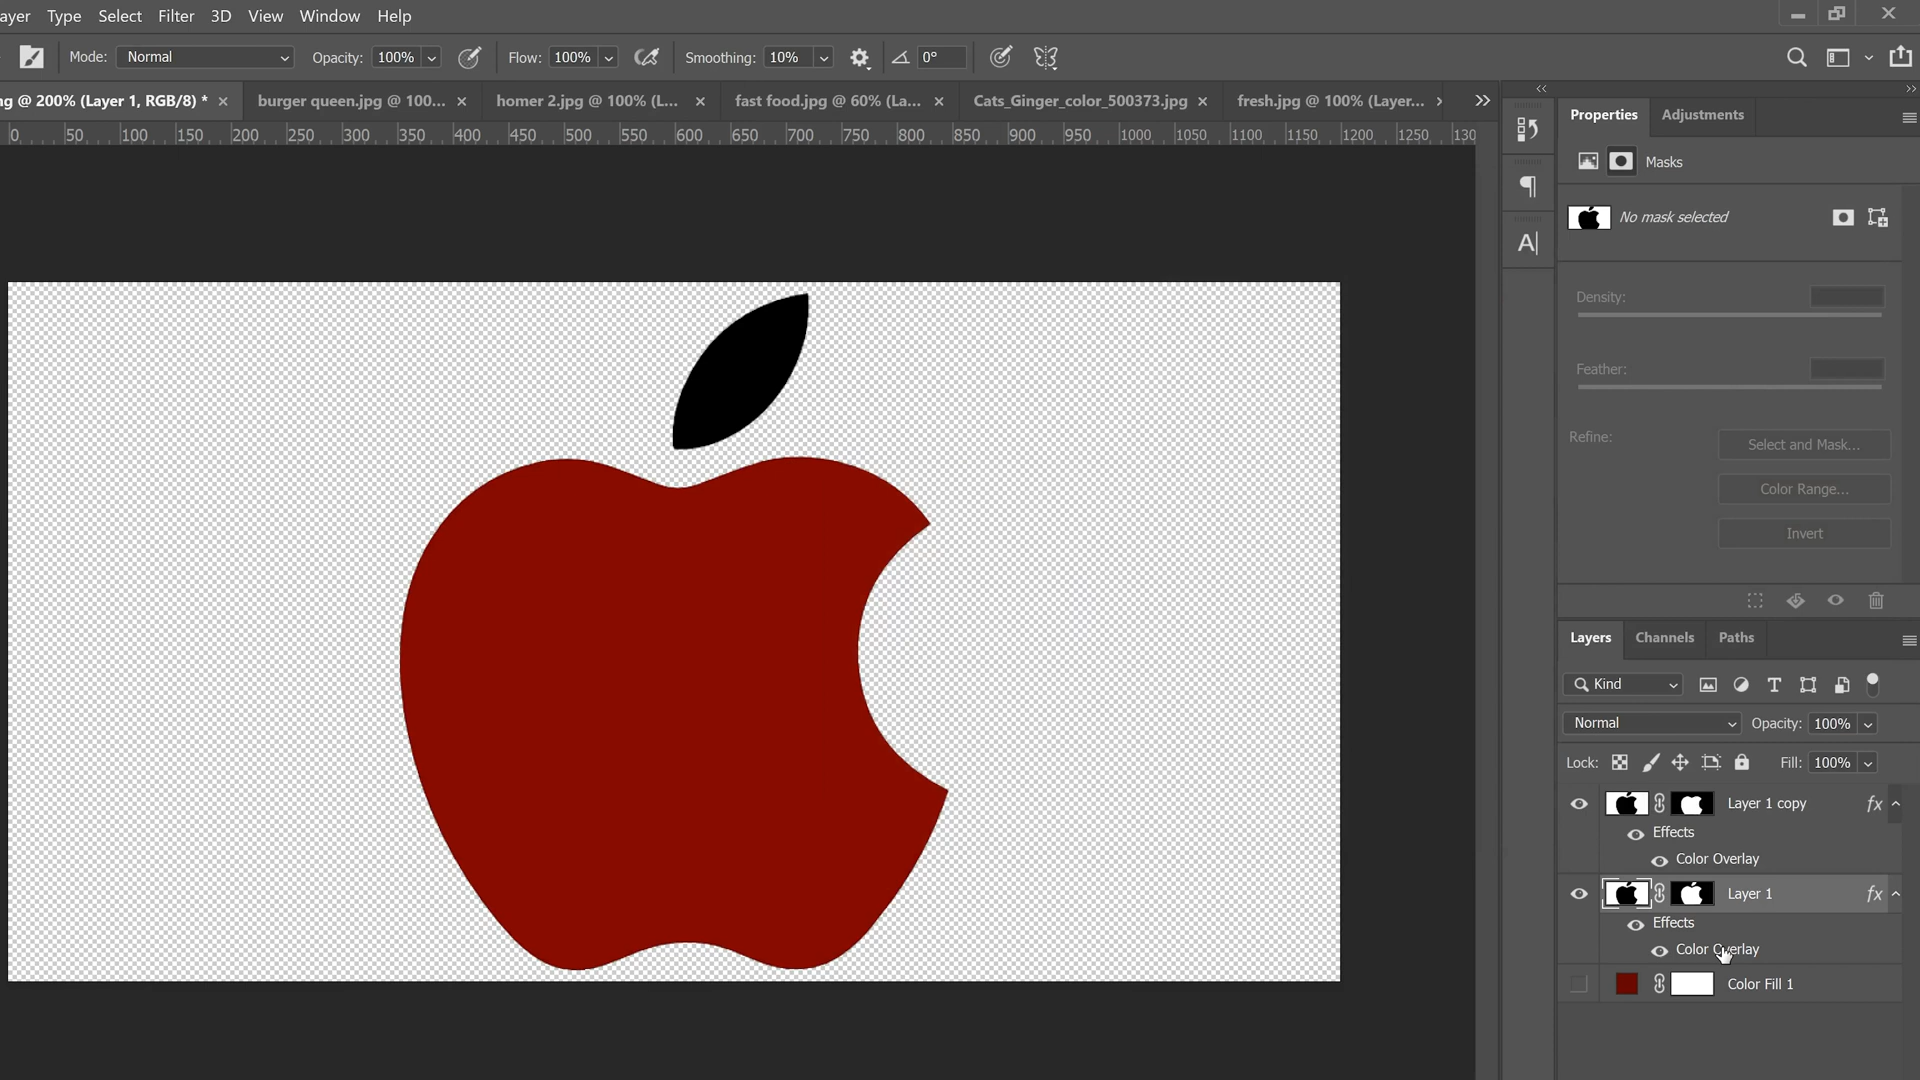 ayer Type Select Filter 3D View Window Help
Mode: Normal Opacity: 100% Flow: 100% Smoothing: 10% 0°
ng @ 200% (Layer 1, RGB/8) * × burger queen.jpg @ 100... × homer 2.jpg @ 100% (L... × fast food.jpg @ 60% (La... × Cats_Ginger_color_500373.jpg × fresh.jpg @ 100% (Layer... »
0 50 100 150 200 250 300 350 400 450 500 550 600 650 700 750 800 850 900 950 1000 1050 1100 1150 1200 1250 130
Properties Adjustments
Masks
No mask selected
Density:
Feather:
Refine:
Select and Mask...
Color Range...
Invert
Layers Channels Paths
Kind
Normal Opacity: 100%
Lock: Fill: 100%
Layer 1 copy fx
Effects
Color Overlay
Layer 1 fx
Effects
Color Overlay
Color Fill 1